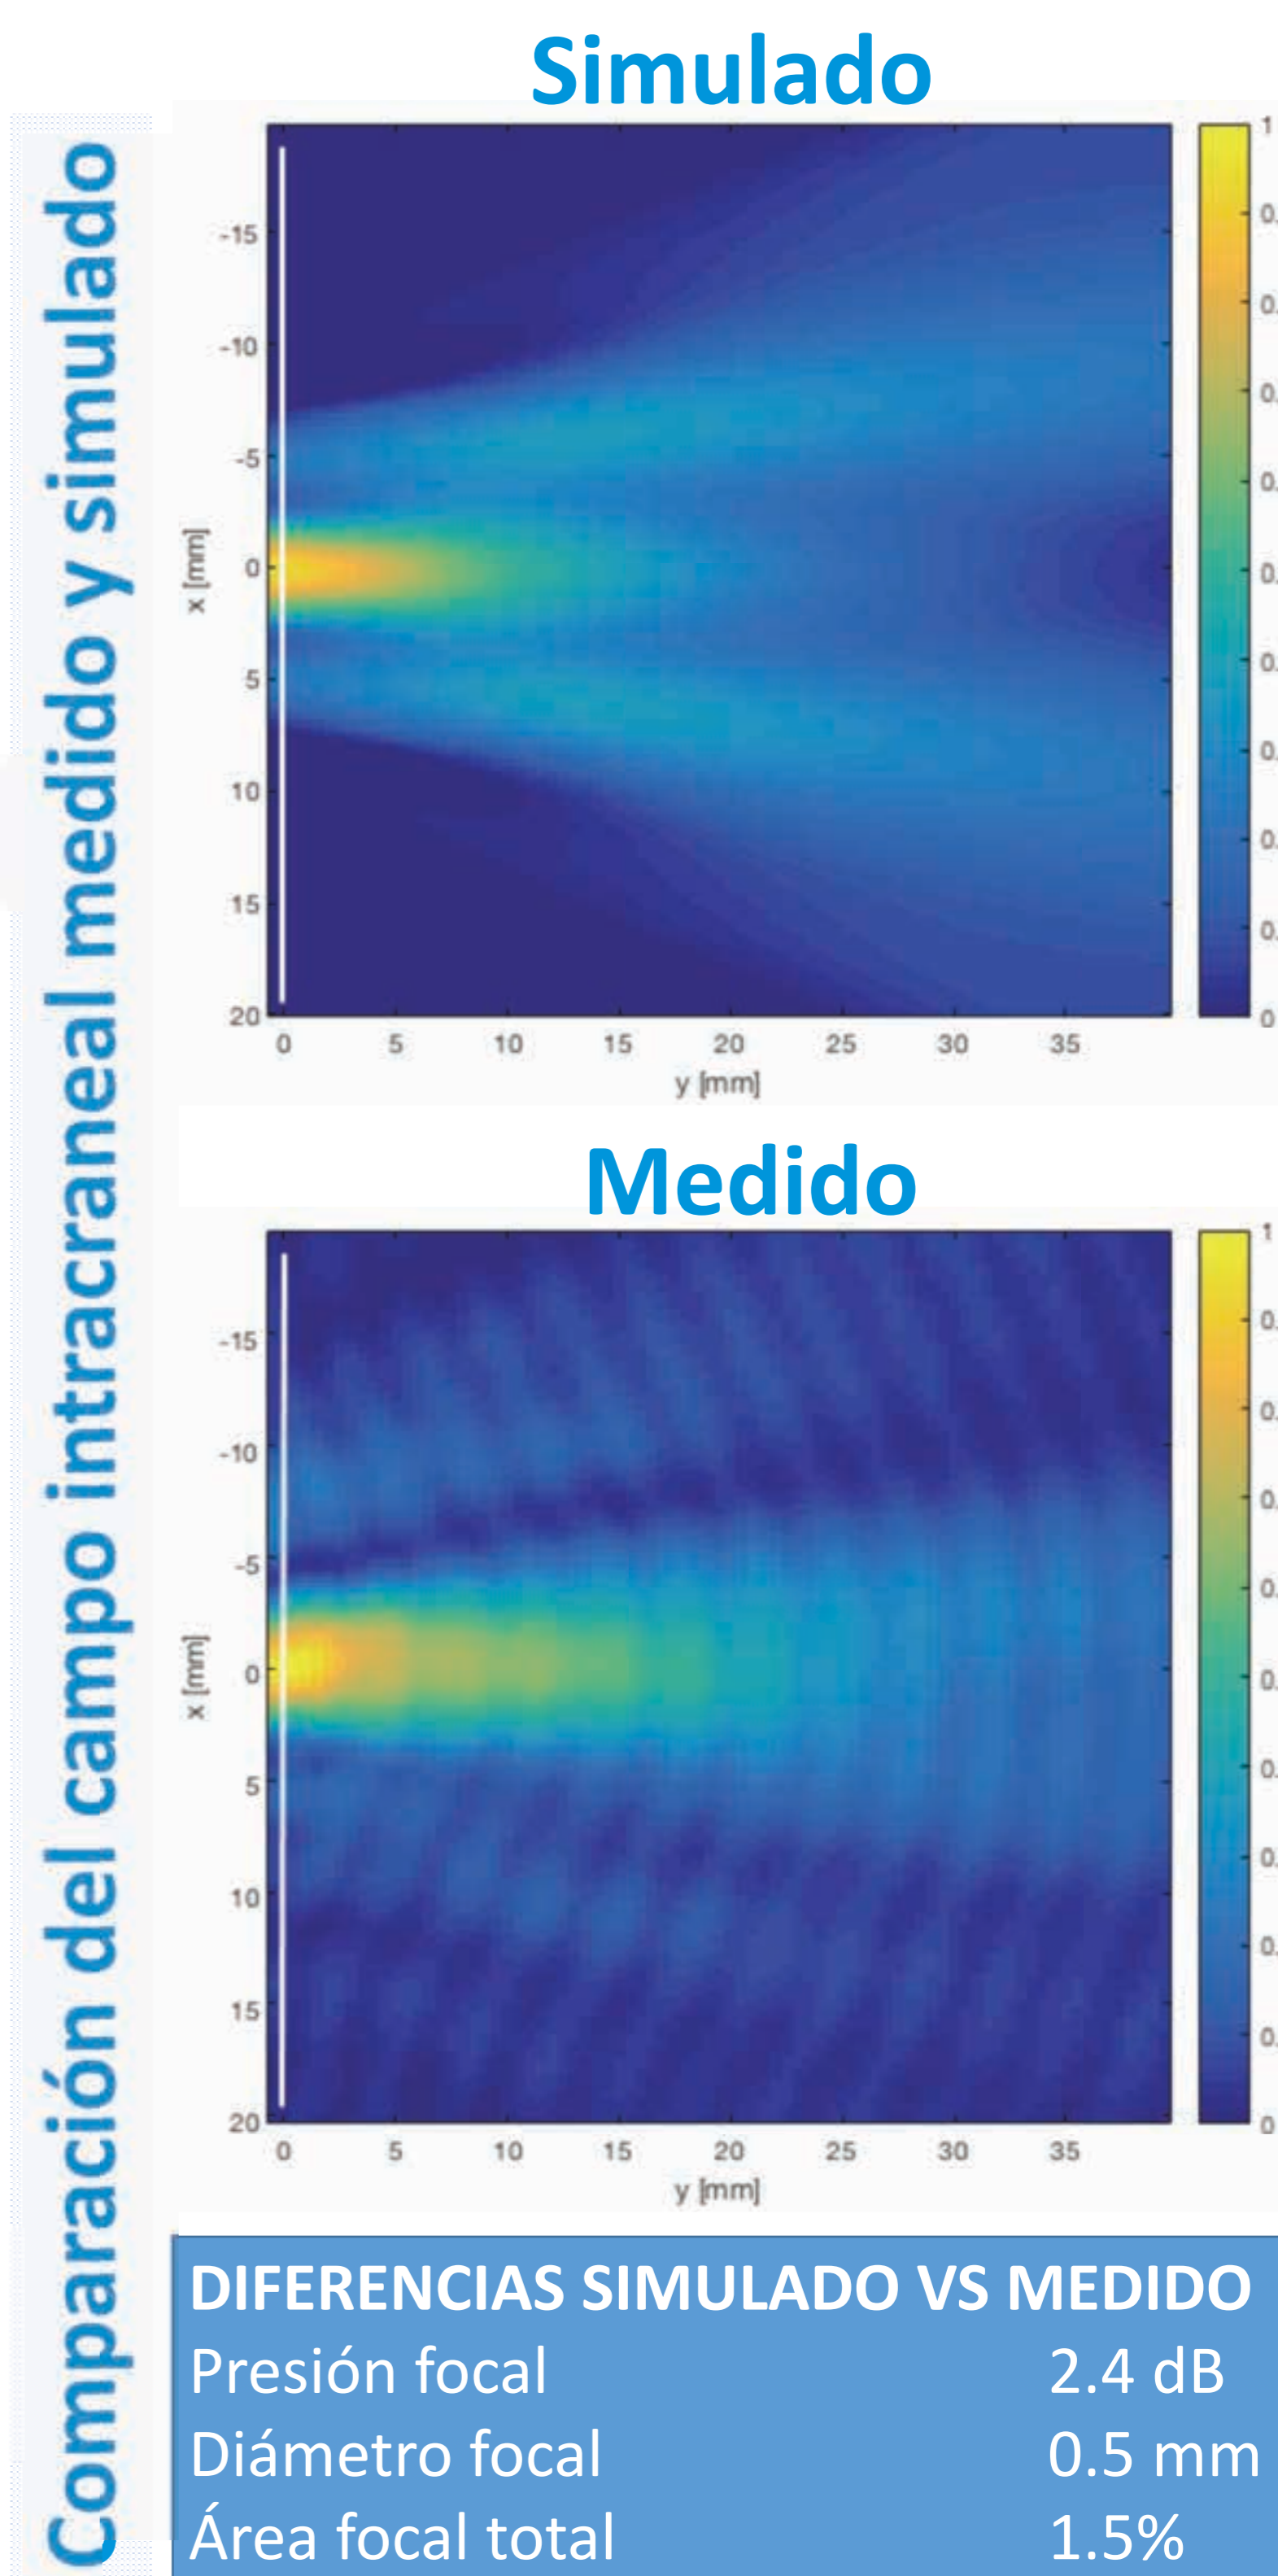 Comparación del campo intracraneal medido y simulado
Simulado
-15
-10
-5
0
5
10
15
20
x [mm]
0 5 10 15 20 25 30 35
y [mm]
1
0
Medido
-15
-10
-5
0
5
10
15
20
x [mm]
0 5 10 15 20 25 30 35
y [mm]
1
0
DIFERENCIAS SIMULADO VS MEDIDO
Presión focal 2.4 dB
Diámetro focal 0.5 mm
Área focal total 1.5%